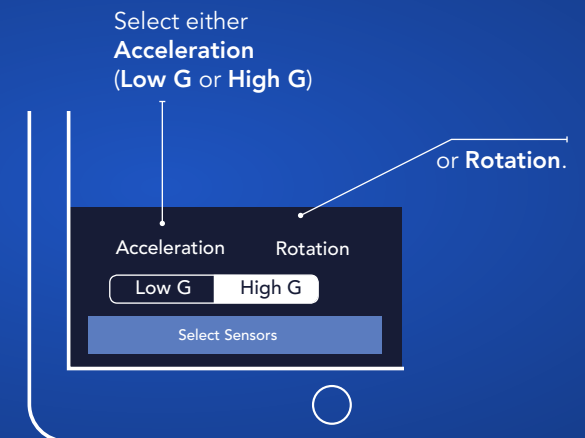 Select either
Acceleration
(Low G or High G)
or Rotation.
Acceleration Rotation
Low G High G
Select Sensors